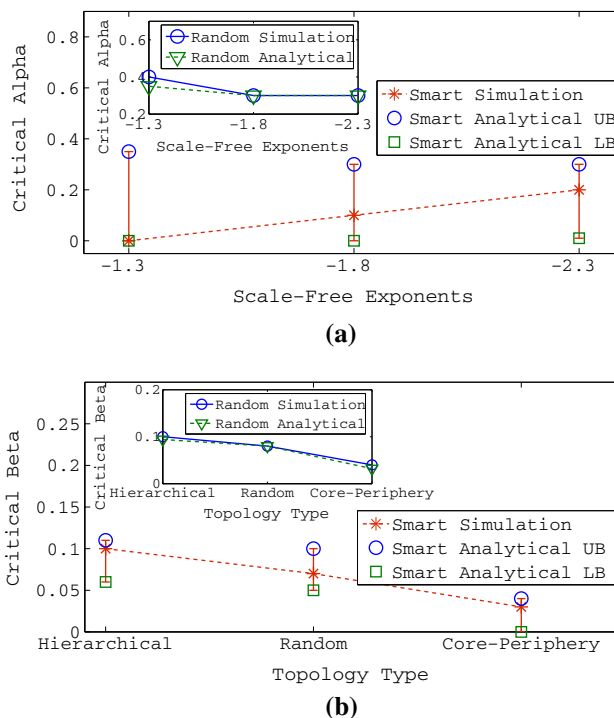 0.8
0.6
0.4
0.2
0
Critical Alpha
0.6
0.4
0.2
Critical Alpha
Random Simulation
Random Analytical
-1.3
-1.8
-2.3
Scale-Free Exponents
Smart Simulation
Smart Analytical UB
Smart Analytical LB
-1.3
-1.8
-2.3
Scale-Free Exponents
(a)
0.25
0.2
0.15
0.1
0.05
0
Critical Beta
0.2
0.1
0
Critical Beta
Random Simulation
Random Analytical
Hierarchical
Random
Core-Periphery
Topology Type
Smart Simulation
Smart Analytical UB
Smart Analytical LB
Hierarchical
Random
Core-Periphery
Topology Type
(b)